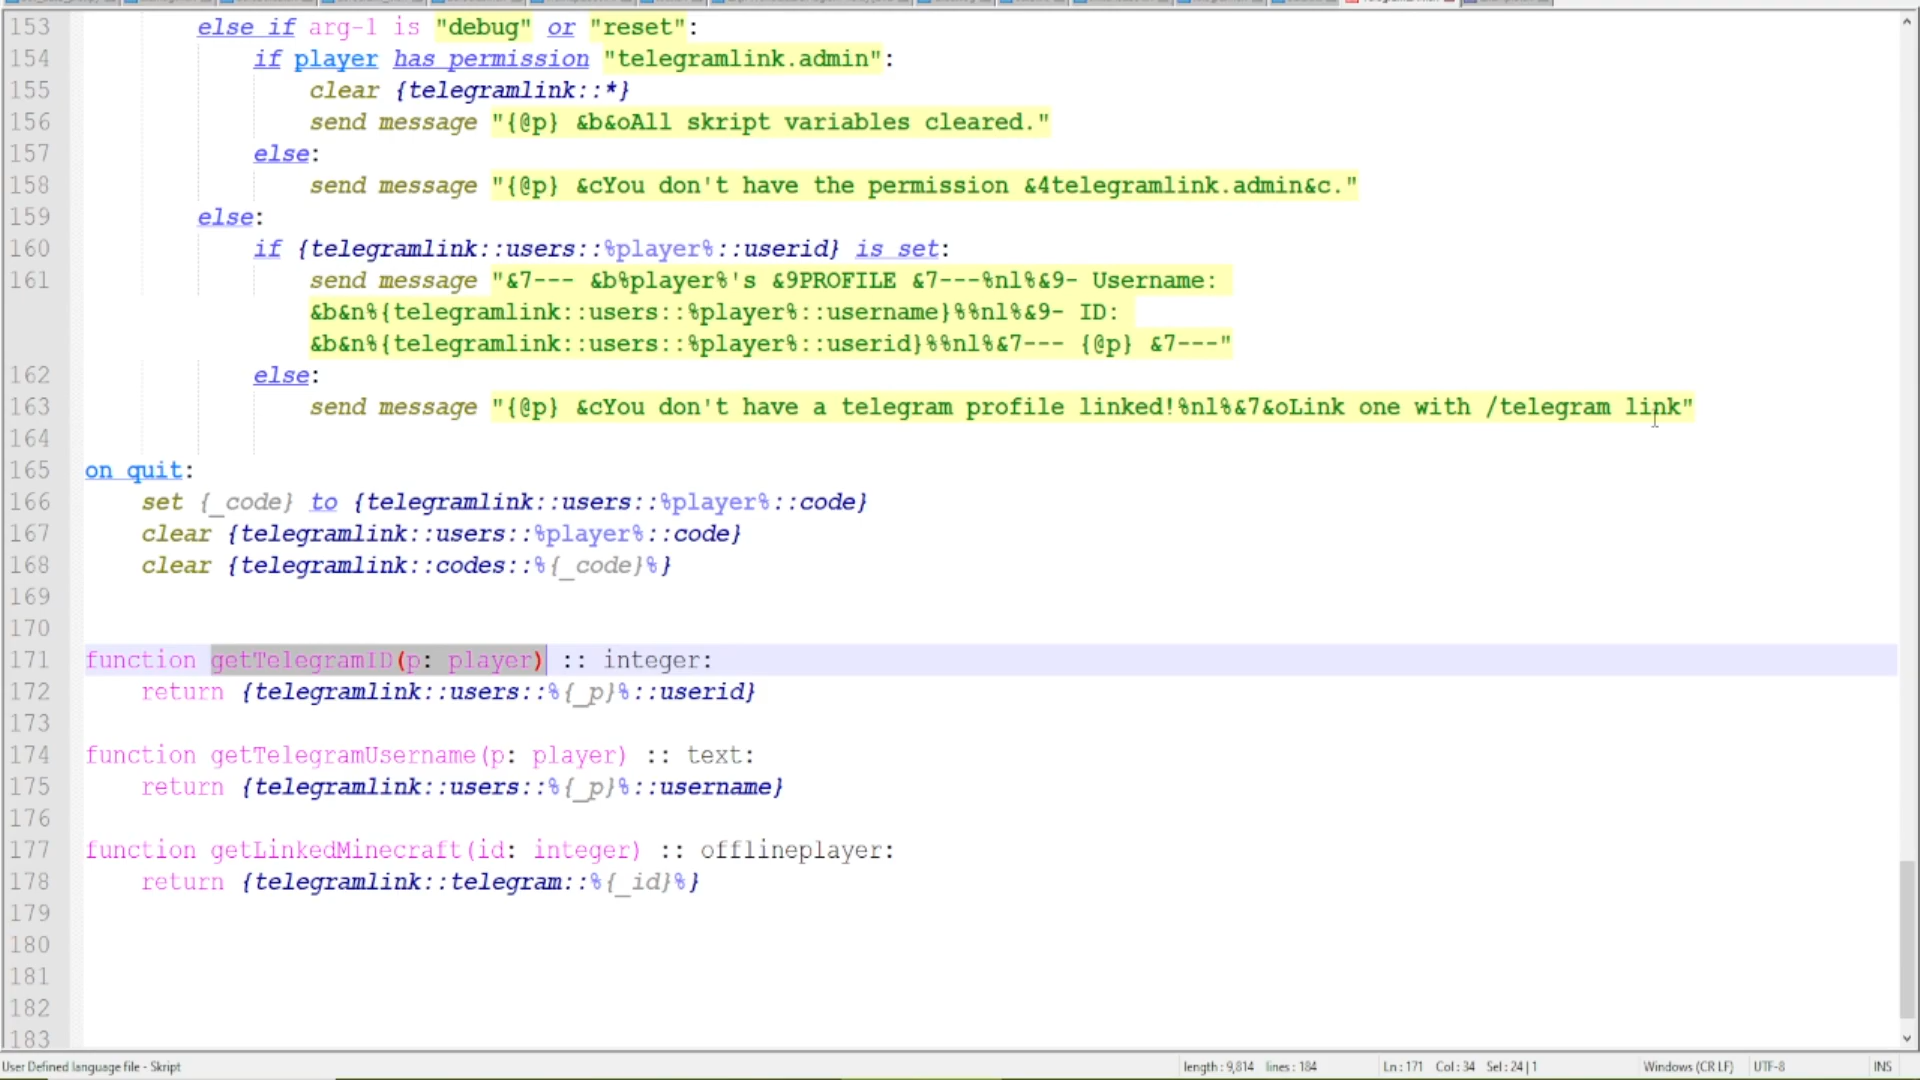 153 else if arg-1 is "debug" or "reset":
154 if player has permission "telegramlink.admin":
155 clear {telegramlink::*}
156 send message "{@p} &b&oAll skript variables cleared."
157 else:
158 send message "{@p} &cYou don't have the permission &4telegramlink.admin&c."
159 else:
160 if {telegramlink::users::%player%::userid} is set:
161 send message "&7--- &b%player%'s &9PROFILE &7---%nl%&9- Username:
&b&n%{telegramlink::users::%player%::username}%%nl%&9- ID:
&b&n%{telegramlink::users::%player%::userid}%%nl%&7--- {@p} &7---"
162 else:
163 send message "{@p} &cYou don't have a telegram profile linked!%nl%&7&oLink one with /telegram link"
164
165 on quit:
166 set {_code} to {telegramlink::users::%player%::code}
167 clear {telegramlink::users::%player%::code}
168 clear {telegramlink::codes::%{_code}%}
169
170
171 function getTelegramID(p: player) :: integer:
172 return {telegramlink::users::%{_p}%::userid}
173
174 function getTelegramUsername(p: player) :: text:
175 return {telegramlink::users::%{_p}%::username}
176
177 function getLinkedMinecraft(id: integer) :: offlineplayer:
178 return {telegramlink::telegram::%{_id}%}
179
180
181
182
183
User Defined language file - Skript length : 9,814 lines : 184 Ln : 171 Col : 34 Sel : 24 | 1 Windows (CR LF) UTF-8 INS